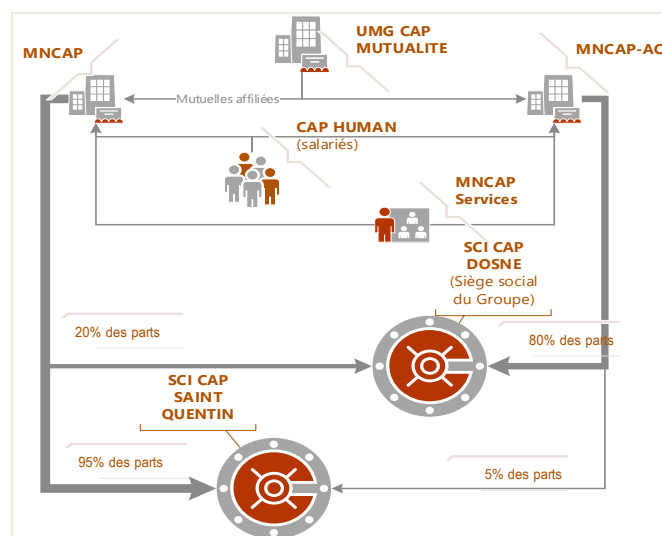 UMG CAP
MUTUALITE
MNCAP
MNCAP-AC
Mutuelles affiliées
CAP HUMAN
(salariés)
MNCAP
Services
SCI CAP
DOSNE
(Siège social
du Groupe)
20% des parts
80% des parts
SCI CAP
SAINT
QUENTIN
95% des parts
5% des parts